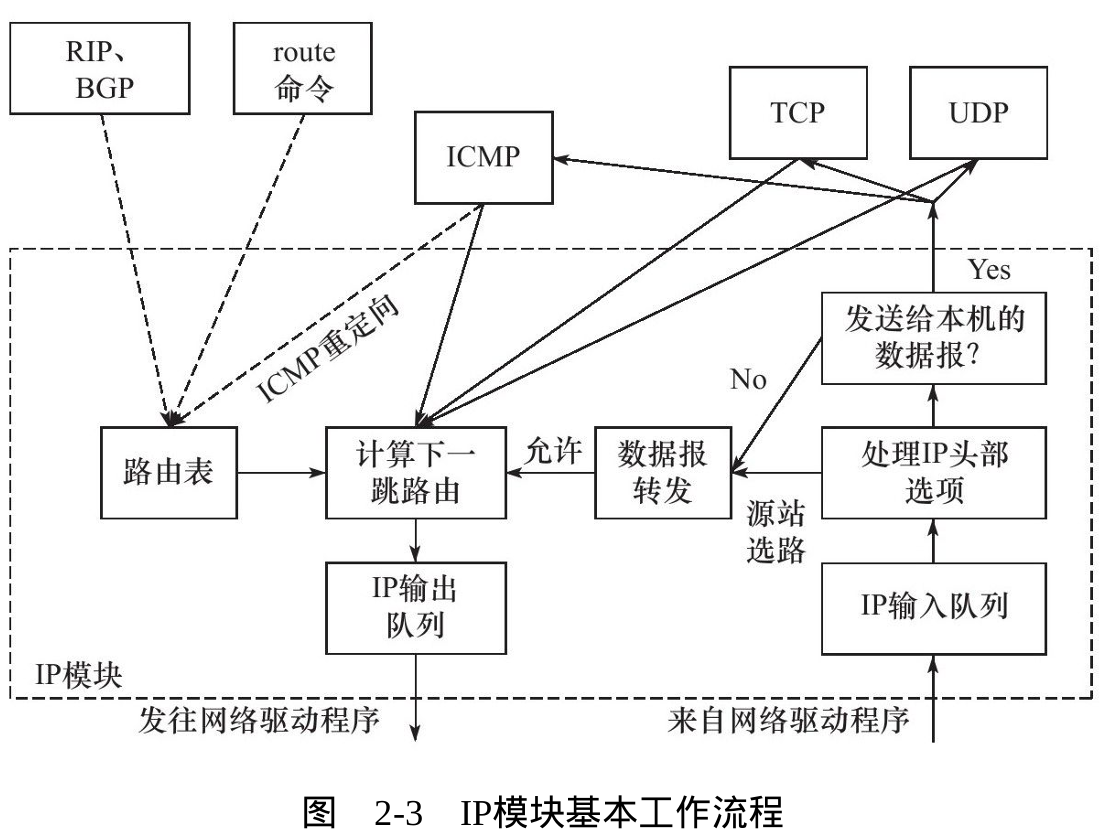 RIP、
BGP
route
命令
ICMP
TCP
UDP
Yes
发送给本机的
数据报？
No
ICMP重定向
路由表
计算下一
跳路由
允许
数据报
转发
处理IP头部
选项
源站
选路
IP输出
队列
IP输入队列
IP模块
发往网络驱动程序
来自网络驱动程序
图 2-3 IP模块基本工作流程